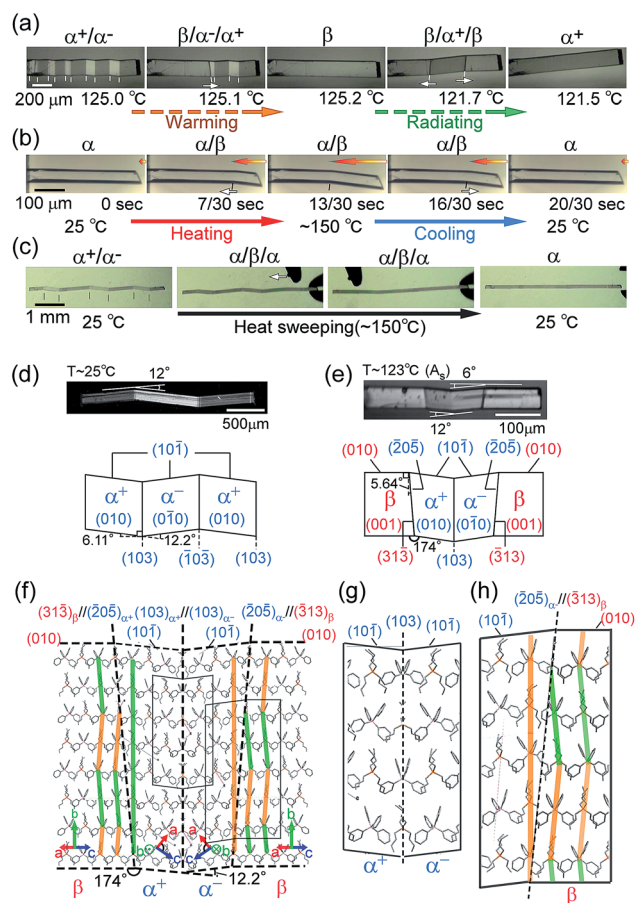 (a)
α⁺/α⁻ β/α⁻/α⁺ β β/α⁺/β α⁺
200 μm 125.0 ℃ 125.1 ℃ 125.2 ℃ 121.7 ℃ 121.5 ℃
Warming Radiating
(b)
α α/β α/β α/β α
100 μm 0 sec 7/30 sec 13/30 sec 16/30 sec 20/30 sec
25 ℃ Heating ~150 ℃ Cooling 25 ℃
(c)
α⁺/α⁻ α/β/α α/β/α α
1 mm 25 ℃ Heat sweeping(~150℃) 25 ℃
(d)
T~25℃ 12°
500μm
(101̄)
α⁺ α⁻ α⁺
(010) (01̄0) (010)
6.11° 12.2°
(103) (1̄03̄) (103)
(e)
T~123℃ (Aₛ) 6°
12° 100μm
(010) (2̄05̄) (101̄) (2̄05̄) (010)
5.64°
β α⁺ α⁻ β
(001) (010) (01̄0) (001)
(313̄) 174° (103) (3̄13)
(f)
(313̄)β//(2̄05̄)α+ (103)α+//(103)α- (2̄05̄)α-//(3̄13)β
(010) (101̄) (101̄) (010)
b a c b a c a c b b a c
β 174° α⁺ α⁻ 12.2° β
(g)
(103)
(101̄) (101̄)
α⁺ α⁻
(h)
(2̄05̄)α-//(3̄13)β
(101̄) (010)
β